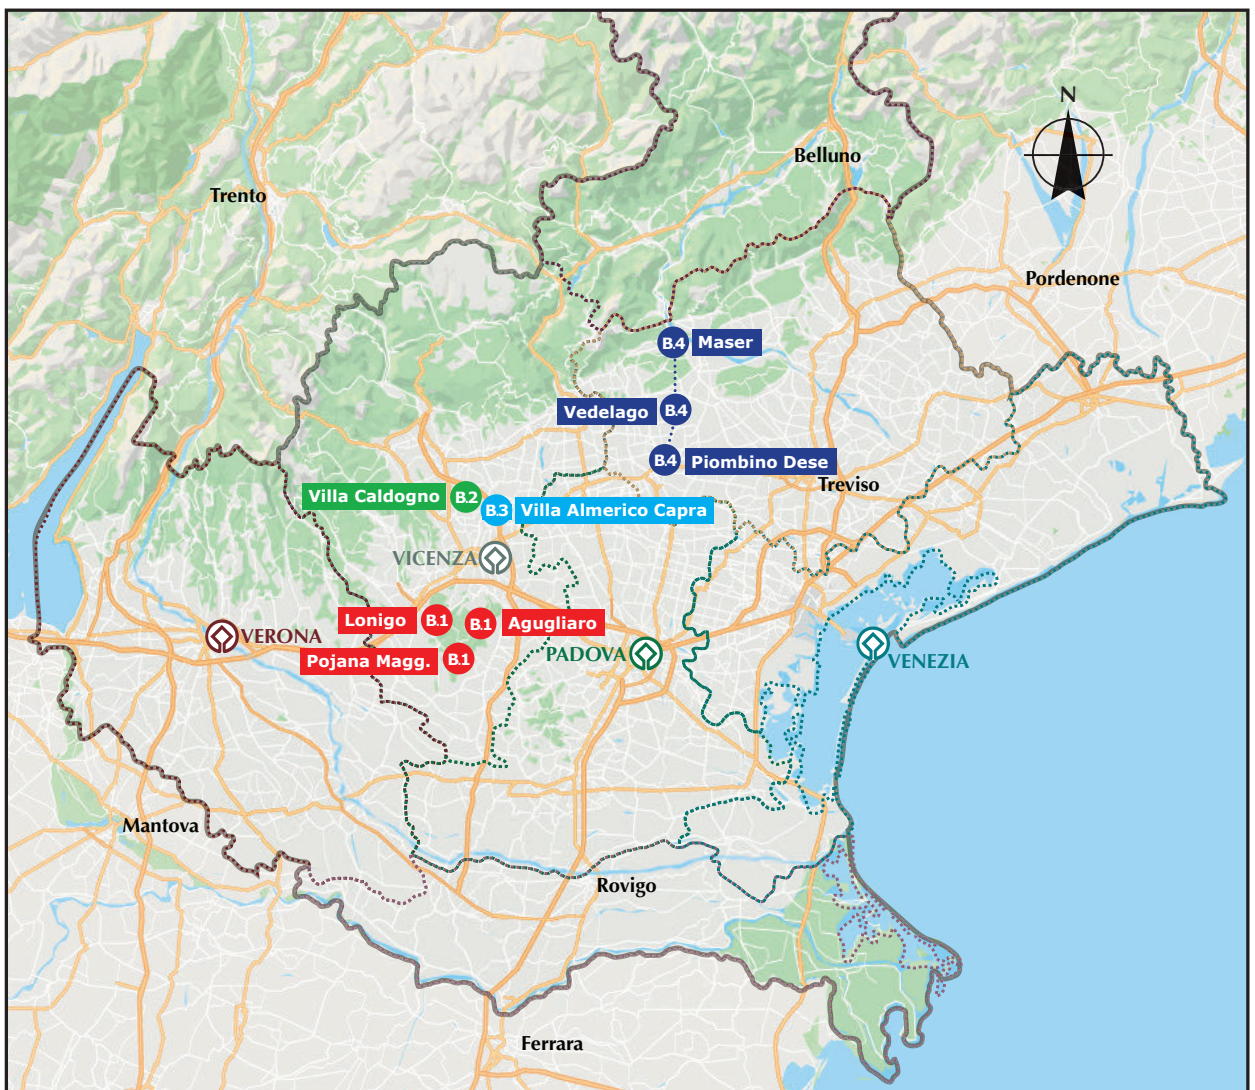 N
Belluno
Trento
Pordenone
B.4 Maser
Vedelago B.4
B.4 Piombino Dese
Treviso
Villa Caldogno B.2
B.3 Villa Almerico Capra
VICENZA
Lonigo B.1
B.1 Agugliaro
VERONA
Pojana Magg. B.1
PADOVA
VENEZIA
Mantova
Rovigo
Ferrara